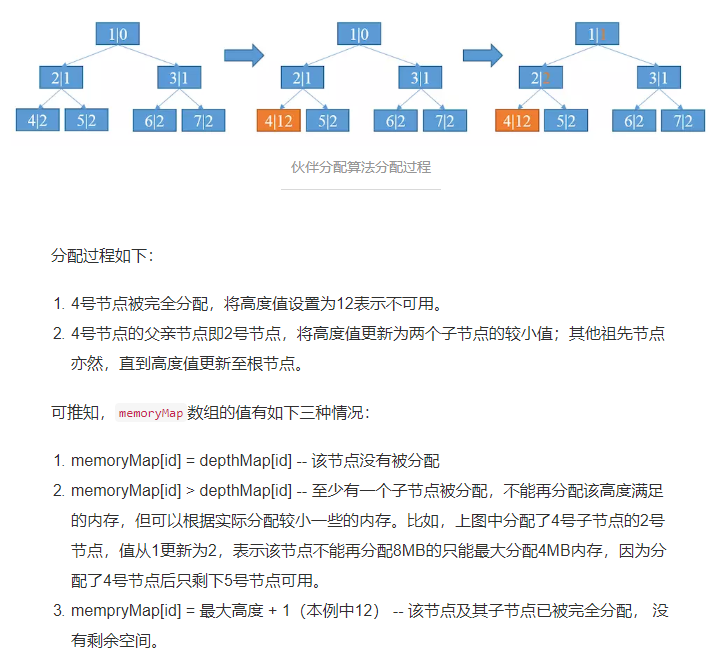 1|0 1|0 1|1
2|1 3|1 2|1 3|1 2|2 3|1
4|2 5|2 6|2 7|2 4|12 5|2 6|2 7|2 4|12 5|2 6|2 7|2
伙伴分配算法分配过程
分配过程如下：
1. 4号节点被完全分配，将高度值设置为12表示不可用。
2. 4号节点的父亲节点即2号节点，将高度值更新为两个子节点的较小值；其他祖先节点
亦然，直到高度值更新至根节点。
可推知，memoryMap数组的值有如下三种情况：
1. memoryMap[id] = depthMap[id] -- 该节点没有被分配
2. memoryMap[id] > depthMap[id] -- 至少有一个子节点被分配，不能再分配该高度满足
的内存，但可以根据实际分配较小一些的内存。比如，上图中分配了4号子节点的2号
节点，值从1更新为2，表示该节点不能再分配8MB的只能最大分配4MB内存，因为分
配了4号节点后只剩下5号节点可用。
3. mempryMap[id] = 最大高度 + 1（本例中12） -- 该节点及其子节点已被完全分配， 没
有剩余空间。